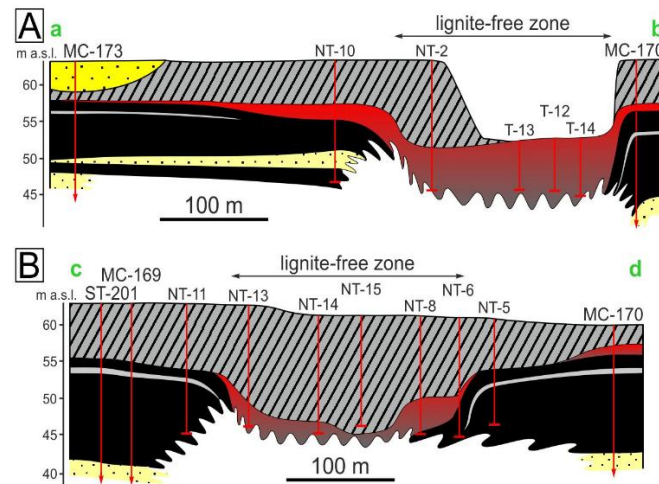 A
a
lignite-free zone
b
m a.s.l.
MC-173
NT-10
NT-2
MC-170
60
55
50
45
T-13
T-12
T-14
100 m
B
c
lignite-free zone
d
MC-169
m a.s.l.
ST-201
NT-11
NT-13
NT-14
NT-15
NT-8
NT-6
NT-5
MC-170
60
55
50
45
40
100 m